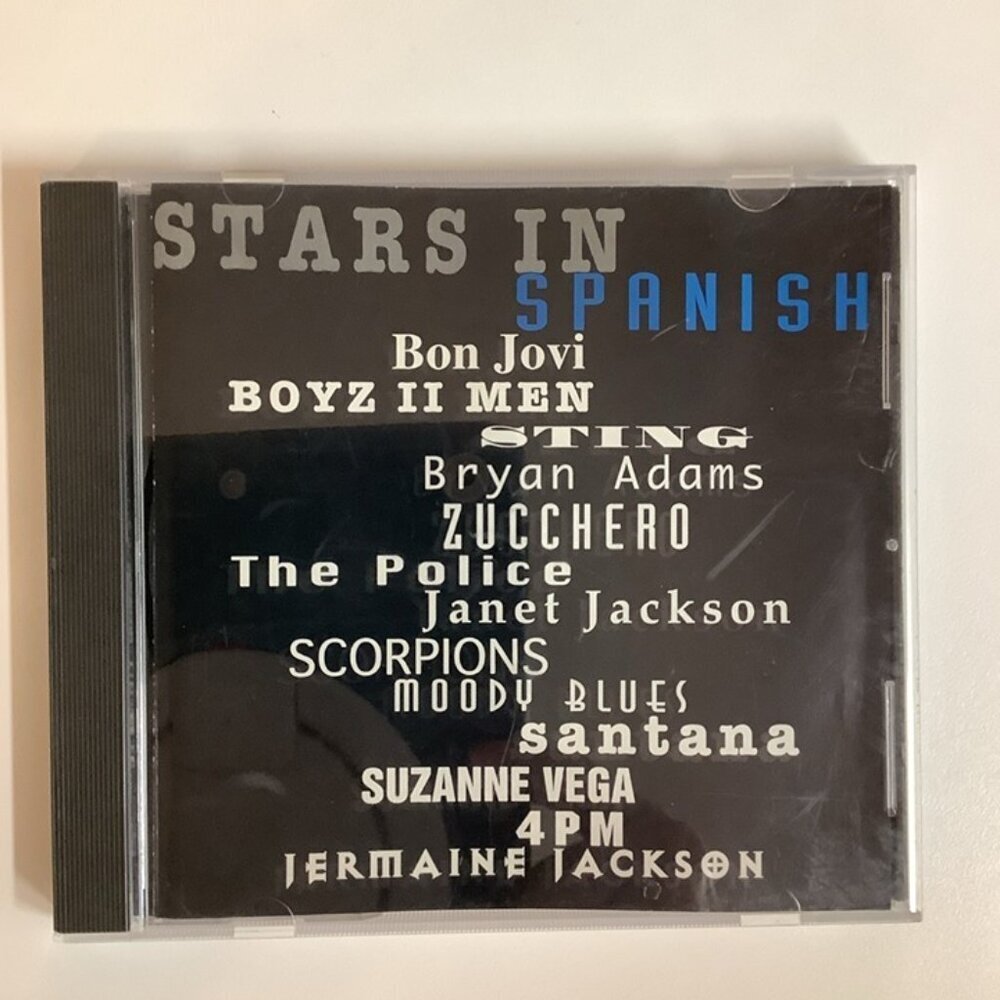 STARS IN
SPANISH
Bon Jovi
BOYZ II MEN
STING
Bryan Adams
ZUCCHERO
The Police
Janet Jackson
SCORPIONS
MOODY BLUES
santana
SUZANNE VEGA
4PM
JERMAINE JACKSON